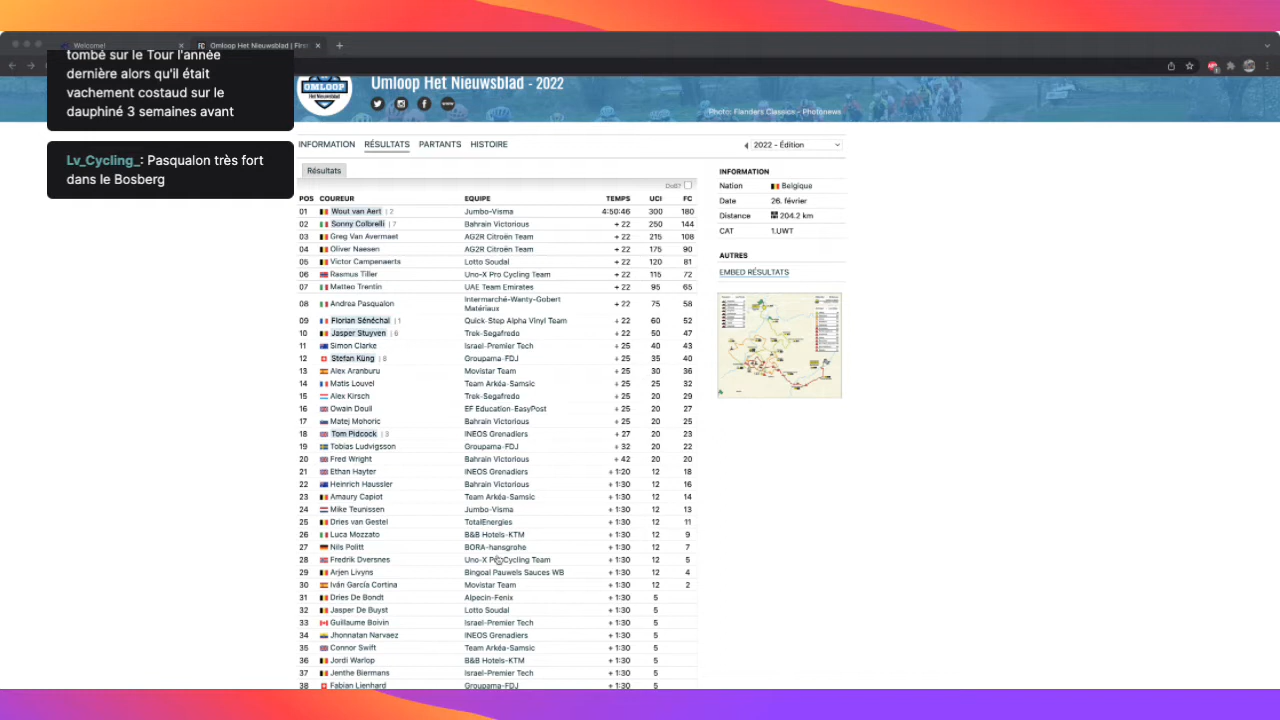 Welcome!
Omloop Het Nieuwsblad | Firs
tombé sur le Tour l'année
dernière alors qu'il était
vachement costaud sur le
dauphiné 3 semaines avant
Lv_Cycling_: Pasqualon très fort
dans le Bosberg
OMLOOP
Het Nieuwsblad
Omloop Het Nieuwsblad - 2022
Photo: Flanders Classics - Photonews
INFORMATION RÉSULTATS PARTANTS HISTOIRE
2022 - Édition
Résultats
POS COUREUR EQUIPE TEMPS UCI FC
01 Wout van Aert | 2 Jumbo-Visma 4:50:46 300 180
02 Sonny Colbrelli | 7 Bahrain Victorious + 22 250 144
03 Greg Van Avermaet AG2R Citroën Team + 22 215 108
04 Oliver Naesen AG2R Citroën Team + 22 175 90
05 Victor Campenaerts Lotto Soudal + 22 120 81
06 Rasmus Tiller Uno-X Pro Cycling Team + 22 115 72
07 Matteo Trentin UAE Team Emirates + 22 95 65
08 Andrea Pasqualon Intermarché-Wanty-Gobert Matériaux + 22 75 58
09 Florian Sénéchal | 1 Quick-Step Alpha Vinyl Team + 22 60 52
10 Jasper Stuyven | 6 Trek-Segafredo + 22 50 47
11 Simon Clarke Israel-Premier Tech + 25 40 43
12 Stefan Küng | 8 Groupama-FDJ + 25 35 40
13 Alex Aranburu Movistar Team + 25 30 36
14 Matis Louvel Team Arkéa-Samsic + 25 25 32
15 Alex Kirsch Trek-Segafredo + 25 20 29
16 Owain Doull EF Education-EasyPost + 25 20 27
17 Matej Mohoric Bahrain Victorious + 25 20 25
18 Tom Pidcock | 3 INEOS Grenadiers + 27 20 23
19 Tobias Ludvigsson Groupama-FDJ + 32 20 22
20 Fred Wright Bahrain Victorious + 42 20 20
21 Ethan Hayter INEOS Grenadiers + 1:20 12 18
22 Heinrich Haussler Bahrain Victorious + 1:30 12 16
23 Amaury Capiot Team Arkéa-Samsic + 1:30 12 14
24 Mike Teunissen Jumbo-Visma + 1:30 12 13
25 Dries van Gestel TotalEnergies + 1:30 12 11
26 Luca Mozzato B&B Hotels-KTM + 1:30 12 9
27 Nils Politt BORA-hansgrohe + 1:30 12 7
28 Fredrik Dversnes Uno-X Pro Cycling Team + 1:30 12 5
29 Arjen Livyns Bingoal Pauwels Sauces WB + 1:30 12 4
30 Iván García Cortina Movistar Team + 1:30 12 2
31 Dries De Bondt Alpecin-Fenix + 1:30 5
32 Jasper De Buyst Lotto Soudal + 1:30 5
33 Guillaume Boivin Israel-Premier Tech + 1:30 5
34 Jhonnatan Narvaez INEOS Grenadiers + 1:30 5
35 Connor Swift Team Arkéa-Samsic + 1:30 5
36 Jordi Warlop B&B Hotels-KTM + 1:30 5
37 Jenthe Biermans Israel-Premier Tech + 1:30 5
38 Fabian Lienhard Groupama-FDJ + 1:30 5
INFORMATION
Nation Belgique
Date 26. février
Distance 204.2 km
CAT 1.UWT
AUTRES
EMBED RÉSULTATS